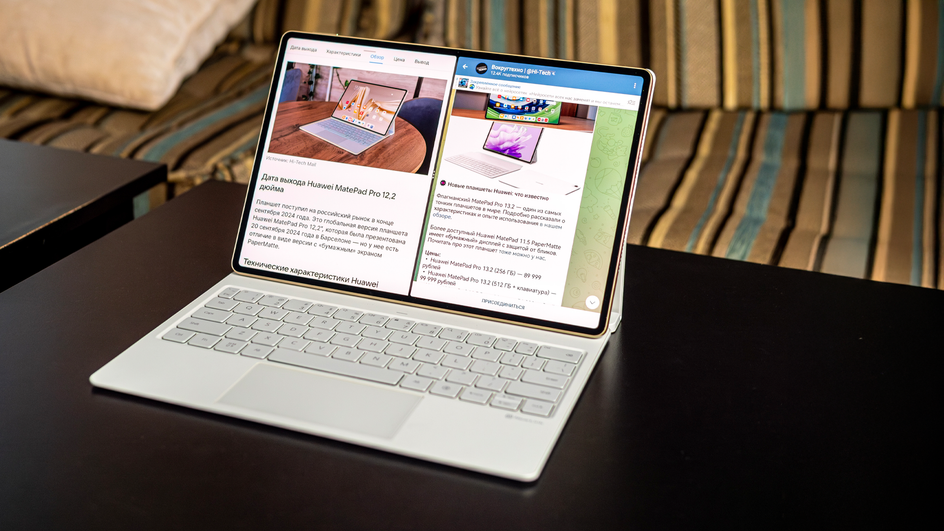 Дата выхода Характеристики Обзор Цена Вывод
Источник: Hi-Tech Mail
Дата выхода Huawei MatePad Pro 12,2
дюйма
Планшет поступил на российский рынок в конце
сентября 2024 года. Это глобальная версия планшета
Huawei MatePad Pro 12,2", которая была презентована
20 сентября 2024 года в Барселоне — но у нее есть
отличие в виде версии с «бумажным» экраном
PaperMatte.
Технические характеристики Huawei
Вокругтехно | @Hi-Tech
12.4K подписчиков
Новые планшеты Huawei: что известно
Флагманский MatePad Pro 13,2 — один из самых
тонких планшетов в мире. Подробно рассказали о
характеристиках и опыте использования в нашем
обзоре.
Более доступный Huawei MatePad 11.5 PaperMatte
имеет «бумажный» дисплей с защитой от бликов.
Почитать про этот планшет тоже можно у нас.
Цены:
• Huawei MatePad Pro 13.2 (256 ГБ) — 89 999
рублей
• Huawei MatePad Pro 13.2 (512 ГБ + клавиатура) —
99 999 рублей
ПРИСОЕДИНИТЬСЯ